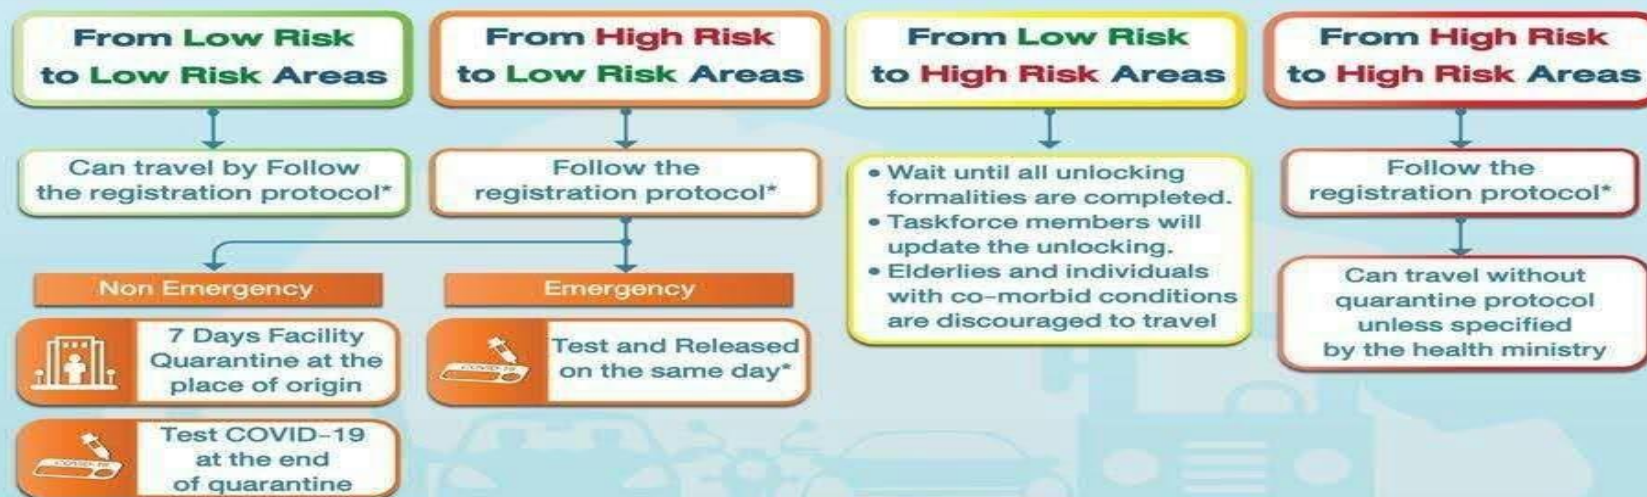 From Low Risk
to Low Risk Areas
Can travel by Follow
the registration protocol*
From High Risk
to Low Risk Areas
Follow the
registration protocol*
Non Emergency
7 Days Facility
Quarantine at the
place of origin
COVID-19
Test COVID-19
at the end
of quarantine
Emergency
COVID-19
Test and Released
on the same day*
From Low Risk
to High Risk Areas
• Wait until all unlocking
formalities are completed.
• Taskforce members will
update the unlocking.
• Elderlies and individuals
with co-morbid conditions
are discouraged to travel
From High Risk
to High Risk Areas
Follow the
registration protocol*
Can travel without
quarantine protocol
unless specified
by the health ministry